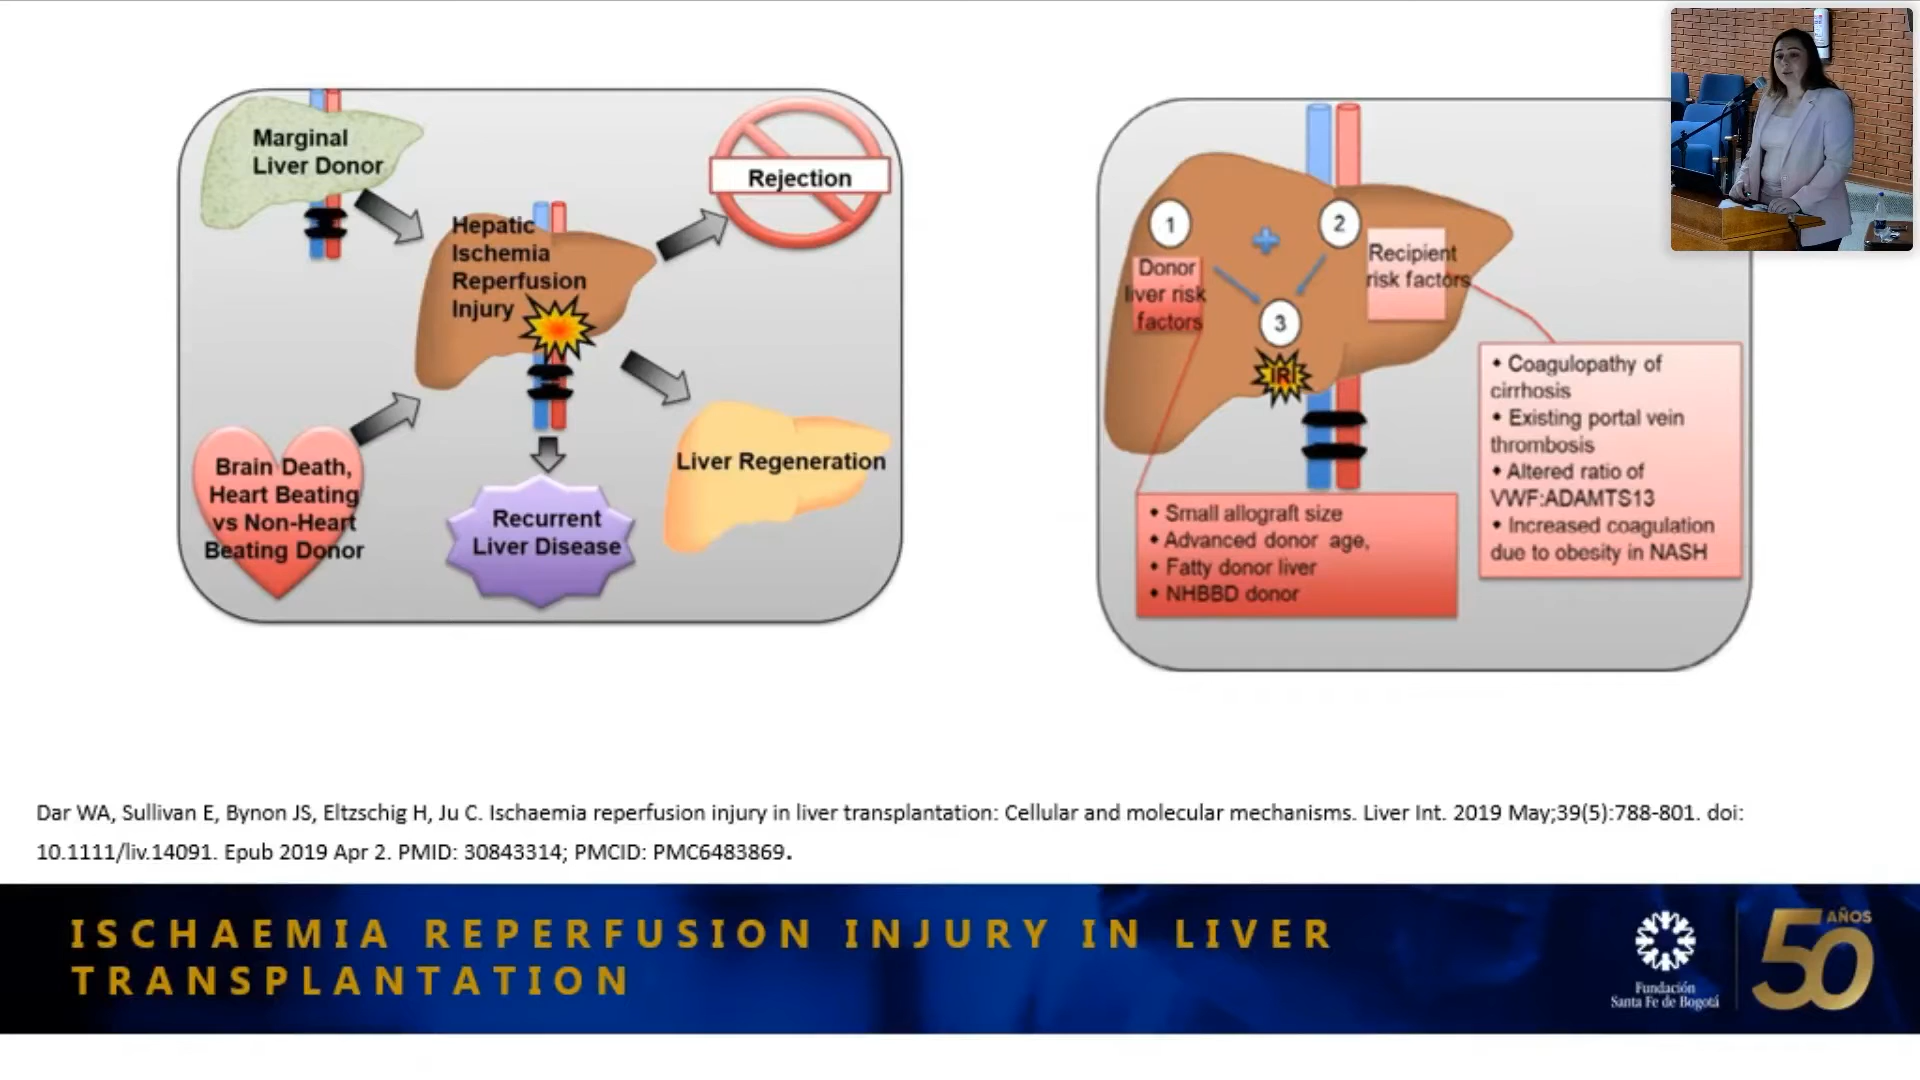 Marginal
Liver Donor
Hepatic
Ischemia
Reperfusion
Injury
Rejection
Brain Death,
Heart Beating
vs Non-Heart
Beating Donor
Recurrent
Liver Disease
Liver Regeneration
1
2
Donor
liver risk
factors
Recipient
risk factors
3
IRI
• Small allograft size
• Advanced donor age,
• Fatty donor liver
• NHBBD donor
• Coagulopathy of
cirrhosis
• Existing portal vein
thrombosis
• Altered ratio of
VWF:ADAMTS13
• Increased coagulation
due to obesity in NASH
Dar WA, Sullivan E, Bynon JS, Eltzschig H, Ju C. Ischaemia reperfusion injury in liver transplantation: Cellular and molecular mechanisms. Liver Int. 2019 May;39(5):788-801. doi:
10.1111/liv.14091. Epub 2019 Apr 2. PMID: 30843314; PMCID: PMC6483869.
ISCHAEMIA REPERFUSION INJURY IN LIVER
TRANSPLANTATION
Fundación
Santa Fe de Bogotá
50 AÑOS